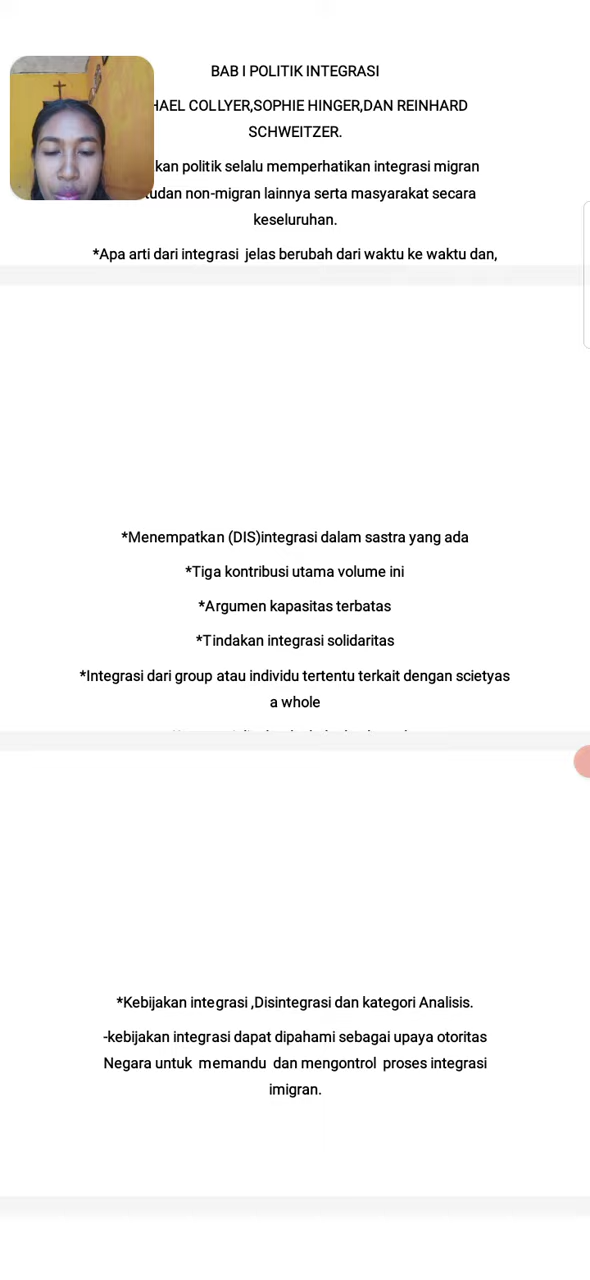 BAB I POLITIK INTEGRASI
HAEL COLLYER,SOPHIE HINGER,DAN REINHARD
SCHWEITZER.
kan politik selalu memperhatikan integrasi migran
udan non-migran lainnya serta masyarakat secara
keseluruhan.
*Apa arti dari integrasi jelas berubah dari waktu ke waktu dan,
*Menempatkan (DIS)integrasi dalam sastra yang ada
*Tiga kontribusi utama volume ini
*Argumen kapasitas terbatas
*Tindakan integrasi solidaritas
*Integrasi dari group atau individu tertentu terkait dengan scietyas
a whole
*Kebijakan integrasi ,Disintegrasi dan kategori Analisis.
-kebijakan integrasi dapat dipahami sebagai upaya otoritas
Negara untuk memandu dan mengontrol proses integrasi
imigran.